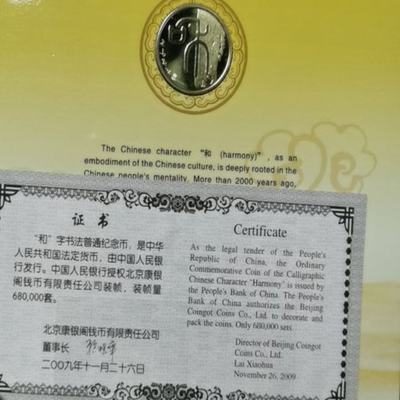 The Chinese character "和 (harmony)", as an
embodiment of the Chinese culture, is deeply rooted in the
Chinese people's mentality. More than 2000 years ago,
证书
"和"字书法普通纪念币，是中华
人民共和国法定货币，由中国人民银
行发行。中国人民银行授权北京康银
阁钱币有限责任公司装帧，装帧量
680,000套。
北京康银阁钱币有限责任公司
董事长
二00九年十一月二十六日
Certificate
As the legal tender of the People's
Republic of China, the Ordinary
Commemorative Coin of the Calligraphic
Chinese Character "Harmony" is issued by
the People's Bank of China. The People's
Bank of China authorizes the Beijing
Coingot Coins Co., Ltd. to decorate and
pack the coins. Only 680,000 sets.
Director of Beijing Coingot
Coins Co., Ltd.
Lai Xiaohua
November 26, 2009